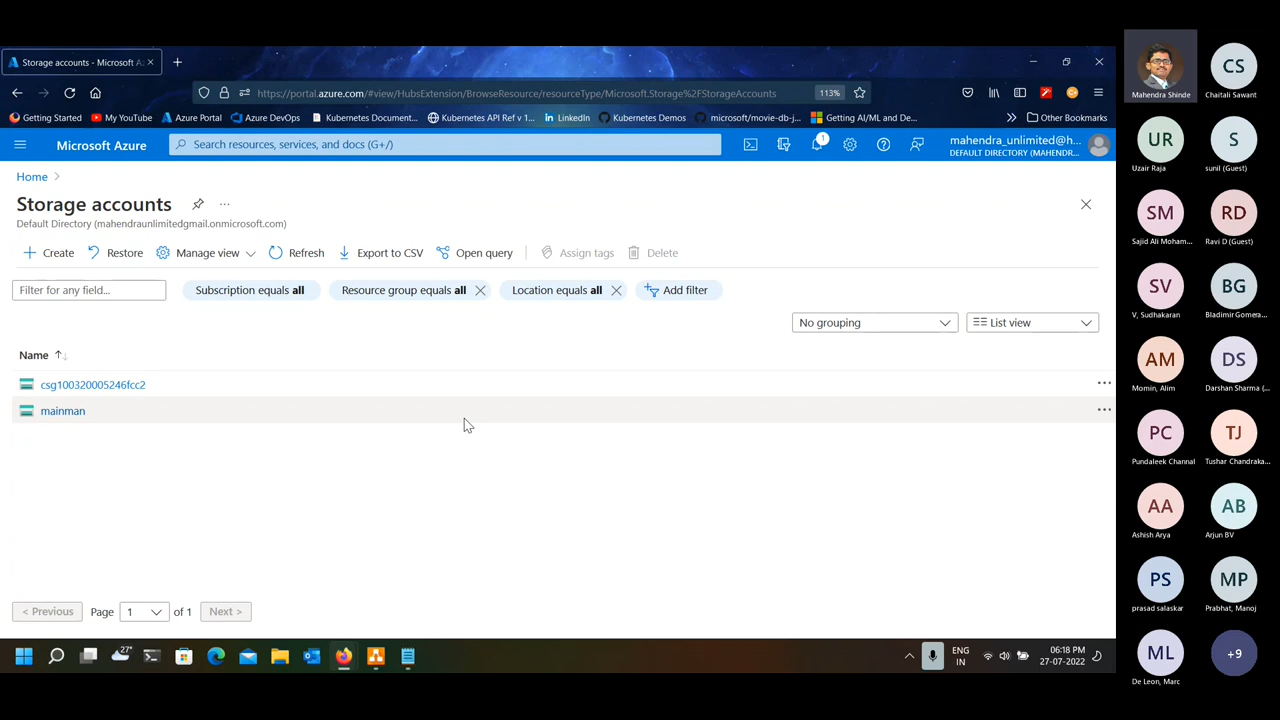 Storage accounts - Microsoft A
https://portal.azure.com/#view/HubsExtension/BrowseResource/resourceType/Microsoft.Storage%2FStorageAccounts
113%
Getting Started
My YouTube
Azure Portal
Azure DevOps
Kubernetes Document...
Kubernetes API Ref v 1...
LinkedIn
Kubernetes Demos
microsoft/movie-db-j...
Getting AI/ML and De...
Other Bookmarks
Microsoft Azure
Search resources, services, and docs (G+/)
1
mahendra_unlimited@h...
DEFAULT DIRECTORY (MAHENDR...
Home
Storage accounts
Default Directory (mahendraunlimitedgmail.onmicrosoft.com)
Create
Restore
Manage view
Refresh
Export to CSV
Open query
Assign tags
Delete
Filter for any field...
Subscription equals all
Resource group equals all
Location equals all
Add filter
No grouping
List view
Name
csg100320005246fcc2
mainman
< Previous
Page
1
of 1
Next >
27°
ENG
IN
06:18 PM
27-07-2022
Mahendra Shinde
CS
Chaitali Sawant
UR
Uzair Raja
S
sunil (Guest)
SM
Sajid Ali Moham...
RD
Ravi D (Guest)
SV
V, Sudhakaran
BG
Bladimir Gomera...
AM
Momin, Alim
DS
Darshan Sharma (...
PC
Pundaleek Channal
TJ
Tushar Chandraka...
AA
Ashish Arya
AB
Arjun BV
PS
prasad salaskar
MP
Prabhat, Manoj
ML
De Leon, Marc
+9